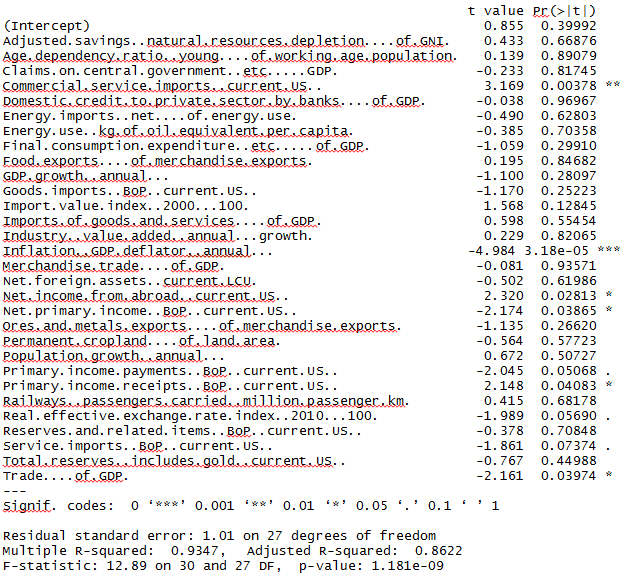 t value Pr(>|t|)
(Intercept) 0.855 0.39992
Adjusted.savings..natural.resources.depletion....of.GNI. 0.433 0.66876
Age.dependency.ratio..young....of.working.age.population. 0.139 0.89079
Claims.on.central.government..etc.....GDP. -0.233 0.81745
Commercial.service.imports..current.US.. 3.169 0.00378 **
Domestic.credit.to.private.sector.by.banks....of.GDP. -0.038 0.96967
Energy.imports..net....of.energy.use. -0.490 0.62803
Energy.use..kg.of.oil.equivalent.per.capita. -0.385 0.70358
Final.consumption.expenditure..etc.....of.GDP. -1.059 0.29910
Food.exports....of.merchandise.exports. 0.195 0.84682
GDP.growth..annual... -1.100 0.28097
Goods.imports..BoP..current.US.. -1.170 0.25223
Import.value.index..2000...100. 1.568 0.12845
Imports.of.goods.and.services....of.GDP. 0.598 0.55454
Industry..value.added..annual...growth. 0.229 0.82065
Inflation..GDP.deflator..annual... -4.984 3.18e-05 ***
Merchandise.trade....of.GDP. -0.081 0.93571
Net.foreign.assets..current.LCU. -0.502 0.61986
Net.income.from.abroad..current.US.. 2.320 0.02813 *
Net.primary.income..BoP..current.US.. -2.174 0.03865 *
Ores.and.metals.exports....of.merchandise.exports. -1.135 0.26620
Permanent.cropland....of.land.area. -0.564 0.57723
Population.growth..annual... 0.672 0.50727
Primary.income.payments..BoP..current.US.. -2.045 0.05068 .
Primary.income.receipts..BoP..current.US.. 2.148 0.04083 *
Railways..passengers.carried..million.passenger.km. 0.415 0.68178
Real.effective.exchange.rate.index..2010...100. -1.989 0.05690 .
Reserves.and.related.items..BoP..current.US.. -0.378 0.70848
Service.imports..BoP..current.US.. -1.861 0.07374 .
Total.reserves..includes.gold..current.US.. -0.767 0.44988
Trade....of.GDP. -2.161 0.03974 *
---
Signif. codes: 0 ‘***’ 0.001 ‘**’ 0.01 ‘*’ 0.05 ‘.’ 0.1 ‘ ’ 1
Residual standard error: 1.01 on 27 degrees of freedom
Multiple R-squared: 0.9347, Adjusted R-squared: 0.8622
F-statistic: 12.89 on 30 and 27 DF, p-value: 1.181e-09